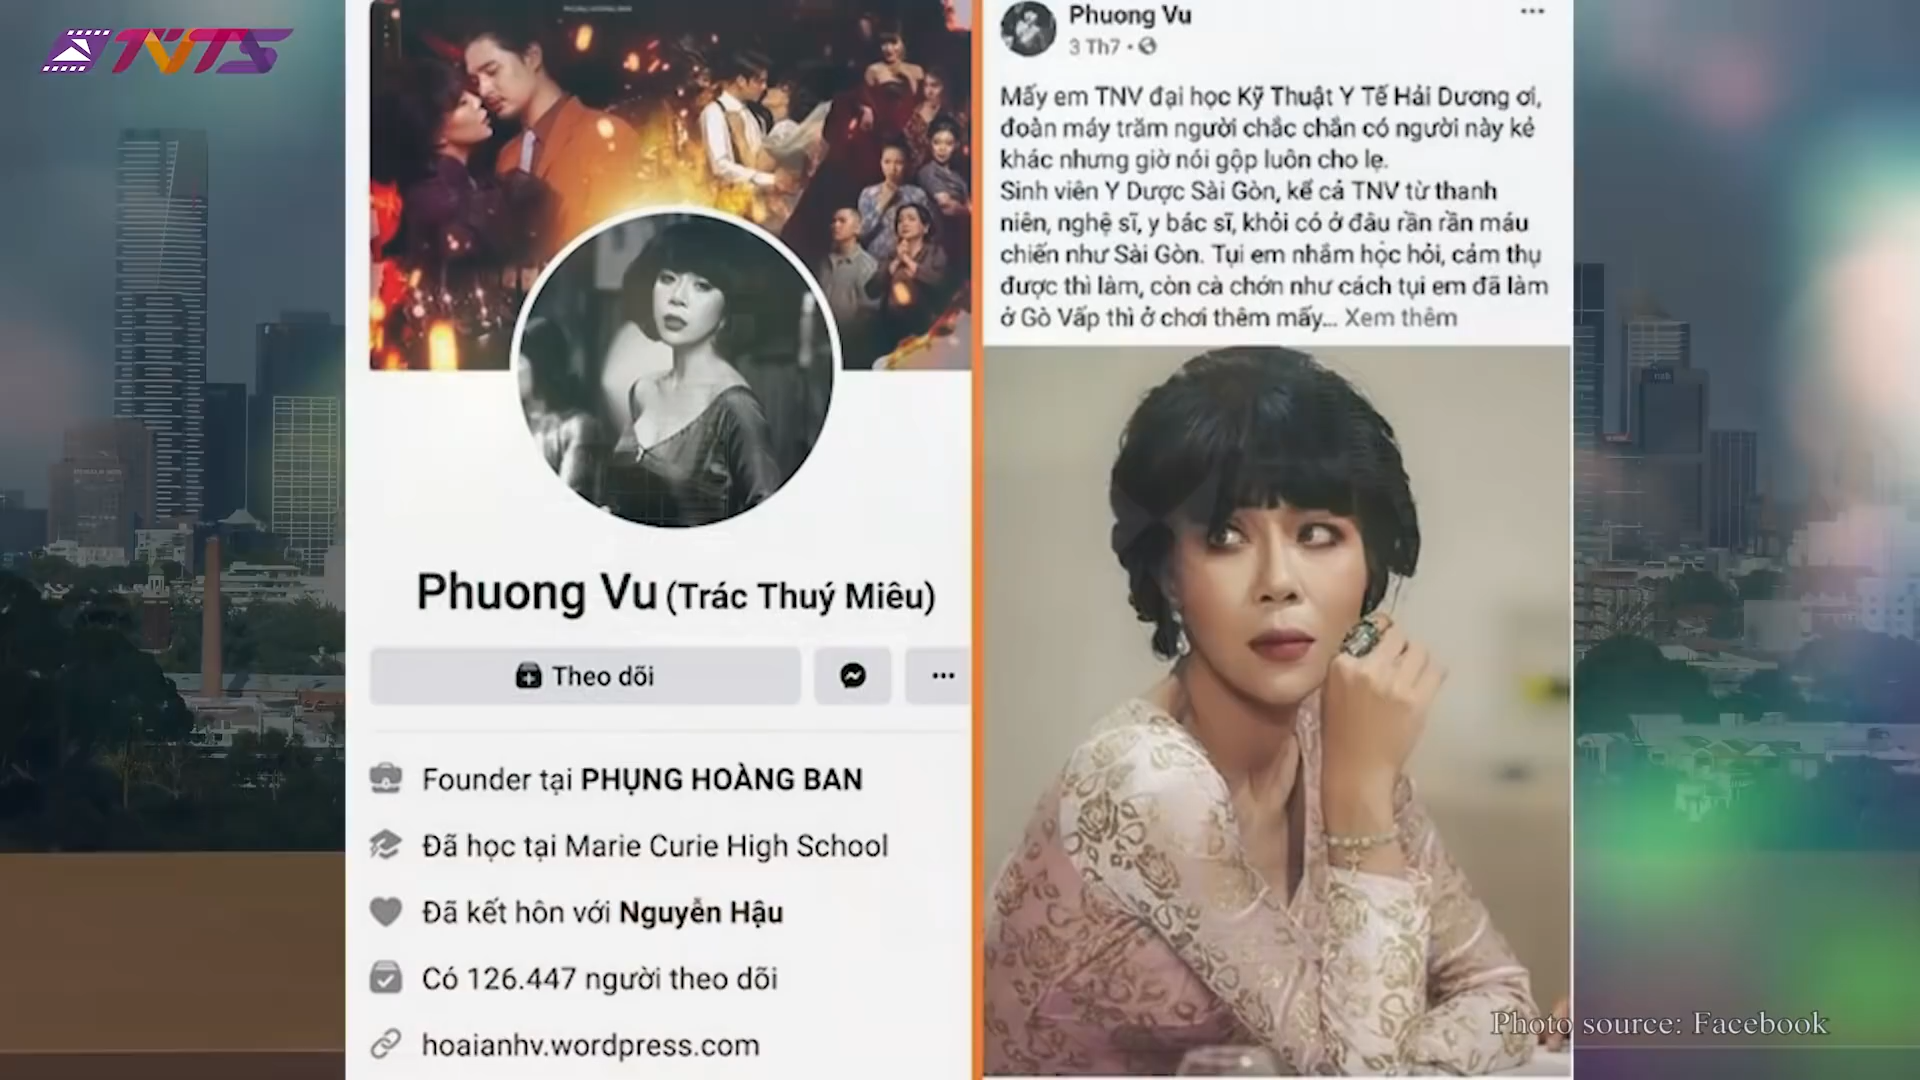 TVTS
Phuong Vu (Trác Thuý Miêu)
Theo dõi
Founder tại PHỤNG HOÀNG BAN
Đã học tại Marie Curie High School
Đã kết hôn với Nguyễn Hậu
Có 126.447 người theo dõi
hoaianhv.wordpress.com
Phuong Vu
3 Th7
Mấy em TNV đại học Kỹ Thuật Y Tế Hải Dương ơi,
đoàn máy trăm người chắc chắn có người này kẻ
khác nhưng giờ nói gộp luôn cho lẹ.
Sinh viên Y Dược Sài Gòn, kể cả TNV từ thanh
niên, nghệ sĩ, y bác sĩ, khỏi có ở đâu rần rần máu
chiến như Sài Gòn. Tụi em nhắm học hỏi, cảm thụ
được thì làm, còn cà chớn như cách tụi em đã làm
ở Gò Vấp thì ở chơi thêm mấy... Xem thêm
Photo source: Facebook